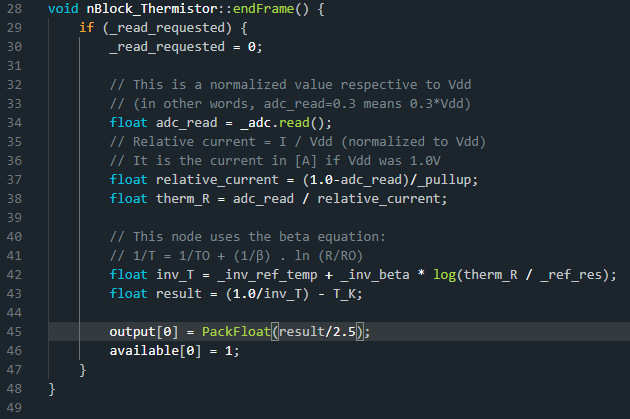 28 void nBlock_Thermistor::endFrame() {
29     if (_read_requested) {
30         _read_requested = 0;
31
32         // This is a normalized value respective to Vdd
33         // (in other words, adc_read=0.3 means 0.3*Vdd)
34         float adc_read = _adc.read();
35         // Relative current = I / Vdd (normalized to Vdd)
36         // It is the current in [A] if Vdd was 1.0V
37         float relative_current = (1.0-adc_read)/_pullup;
38         float therm_R = adc_read / relative_current;
39
40         // This node uses the beta equation:
41         // 1/T = 1/TO + (1/β) . ln (R/RO)
42         float inv_T = _inv_ref_temp + _inv_beta * log(therm_R / _ref_res);
43         float result = (1.0/inv_T) - T_K;
44
45         output[0] = PackFloat(result/2.5);
46         available[0] = 1;
47     }
48 }
49